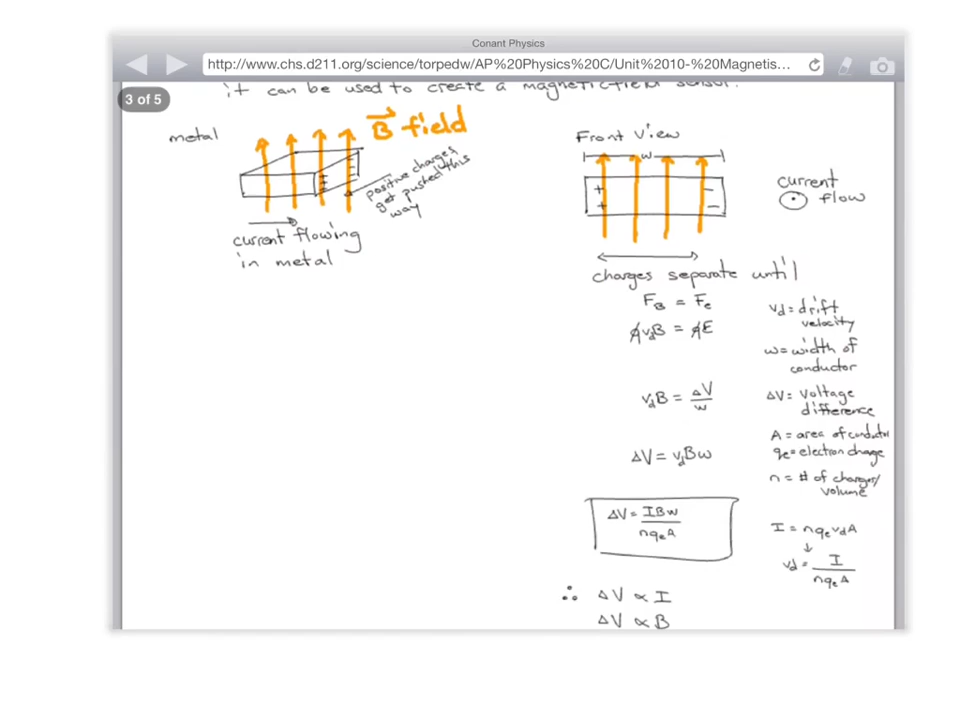 Conant Physics
http://www.chs.d211.org/science/torpedw/AP%20Physics%20C/Unit%2010-%20Magnetis...
3 of 5
it can be used to create a magnetic field sensor.
metal
B⃗ field
positive charges
get pushed this
way
current flowing
in metal
Front View
w
+ −
+ −
current
flow
charges separate until
F_B = F_e
qv_dB = qE
v_dB = ΔV/w
ΔV = v_dBw
ΔV = IBw/nq_eA
∴ ΔV ∝ I
ΔV ∝ B
v_d = drift
velocity
w = width of
conductor
ΔV = voltage
difference
A = area of conductor
q_e = electron charge
n = # of charges/
volume
I = nq_ev_dA
↓
v_d = I/nq_eA